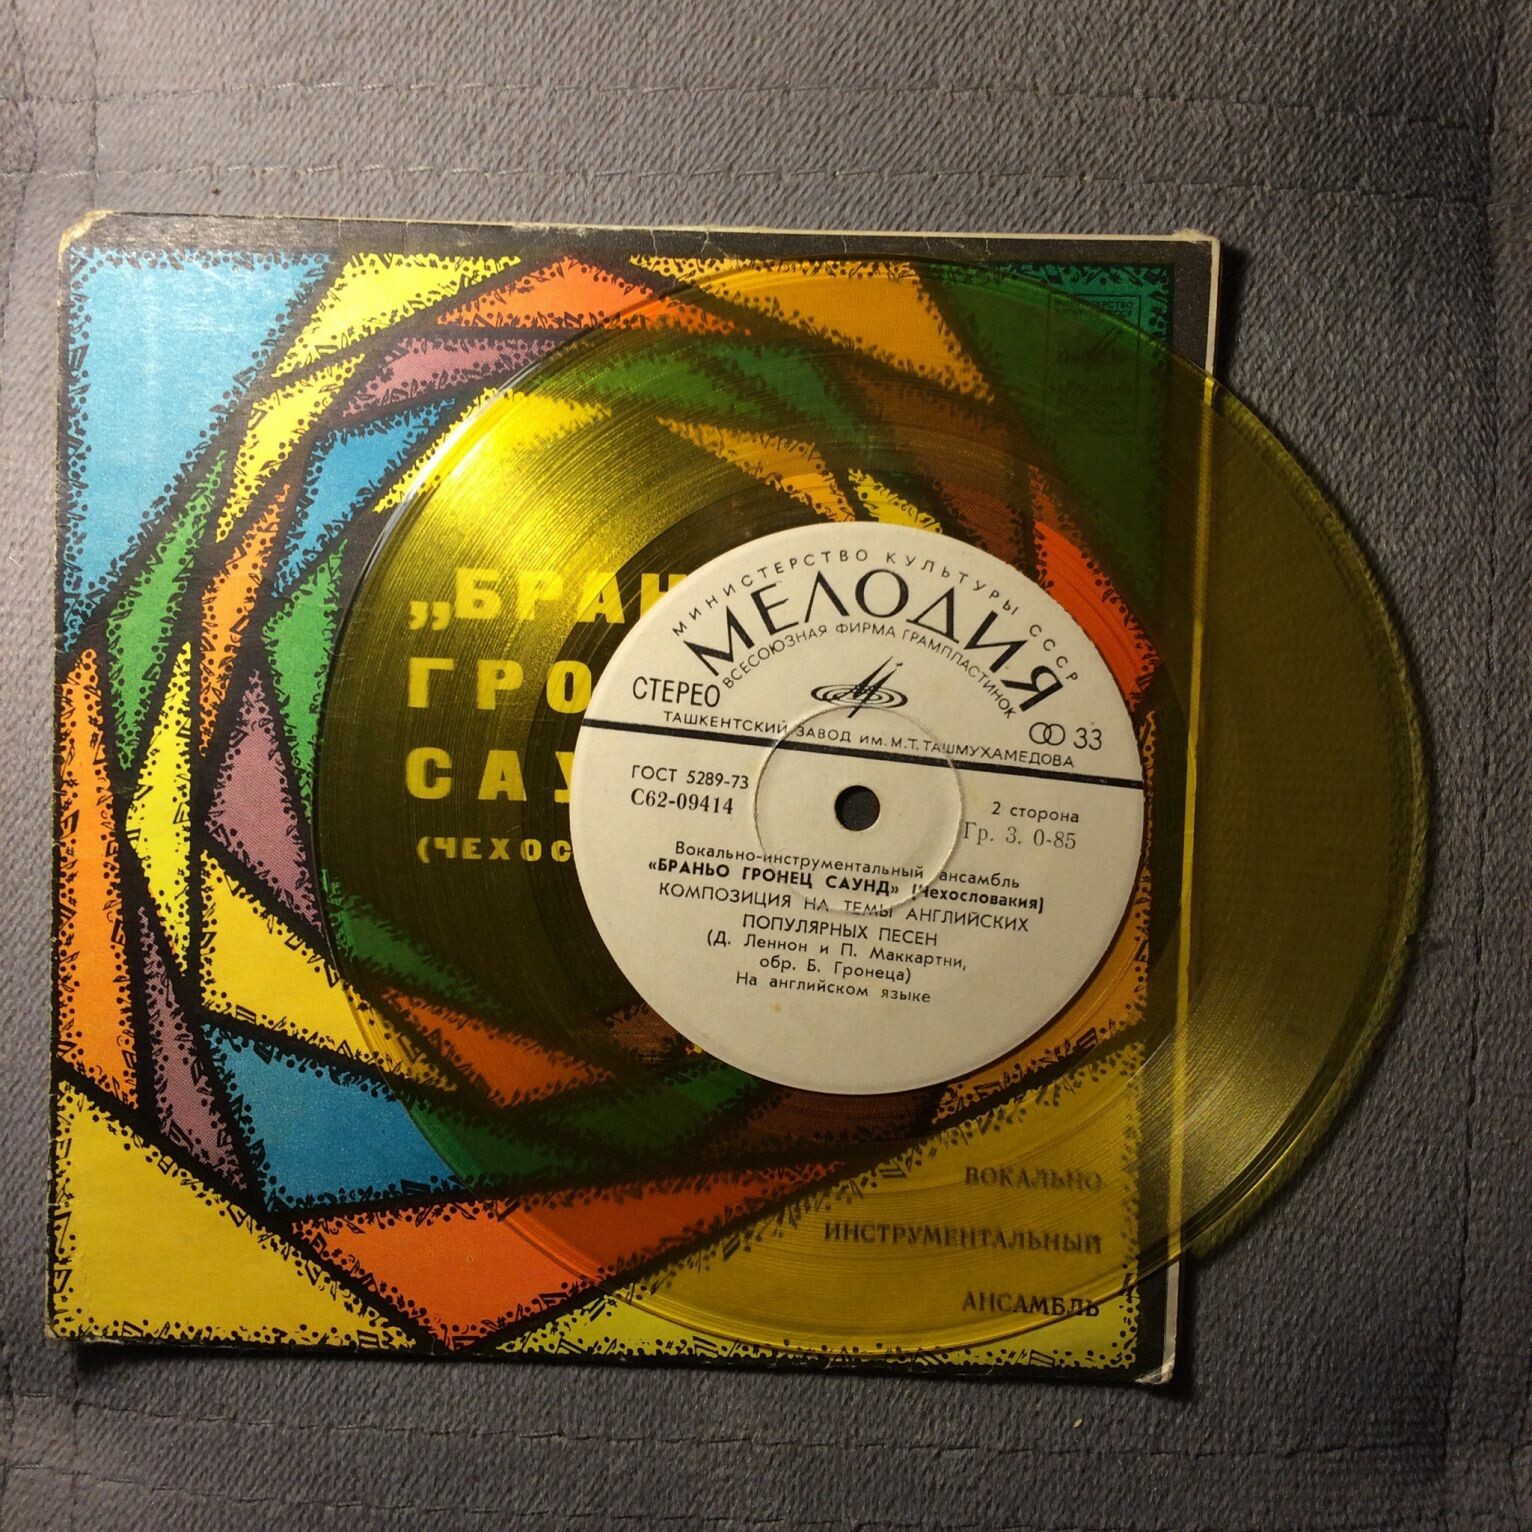 МИНИСТЕРСТВО КУЛЬТУРЫ СССР
МЕЛОДИЯ
ВСЕСОЮЗНАЯ ФИРМА ГРАМПЛАСТИНОК
СТЕРЕО
33
ТАШКЕНТСКИЙ ЗАВОД ИМ. М.Т. ТАШМУХАМЕДОВА
ГОСТ 5289-73
С62-09414
2 сторона
Гр. 3. 0-85
Вокально-инструментальный ансамбль
«БРАНЬО ГРОНЕЦ САУНД» (Чехословакия)
КОМПОЗИЦИЯ НА ТЕМЫ АНГЛИЙСКИХ
ПОПУЛЯРНЫХ ПЕСЕН
(Д. Леннон и П. Маккартни,
обр. Б. Гронеца)
На английском языке
„БРАН
ГРО
САУ
(ЧЕХОС
ВОКАЛЬНО
ИНСТРУМЕНТАЛЬНЫЙ
АНСАМБЛЬ